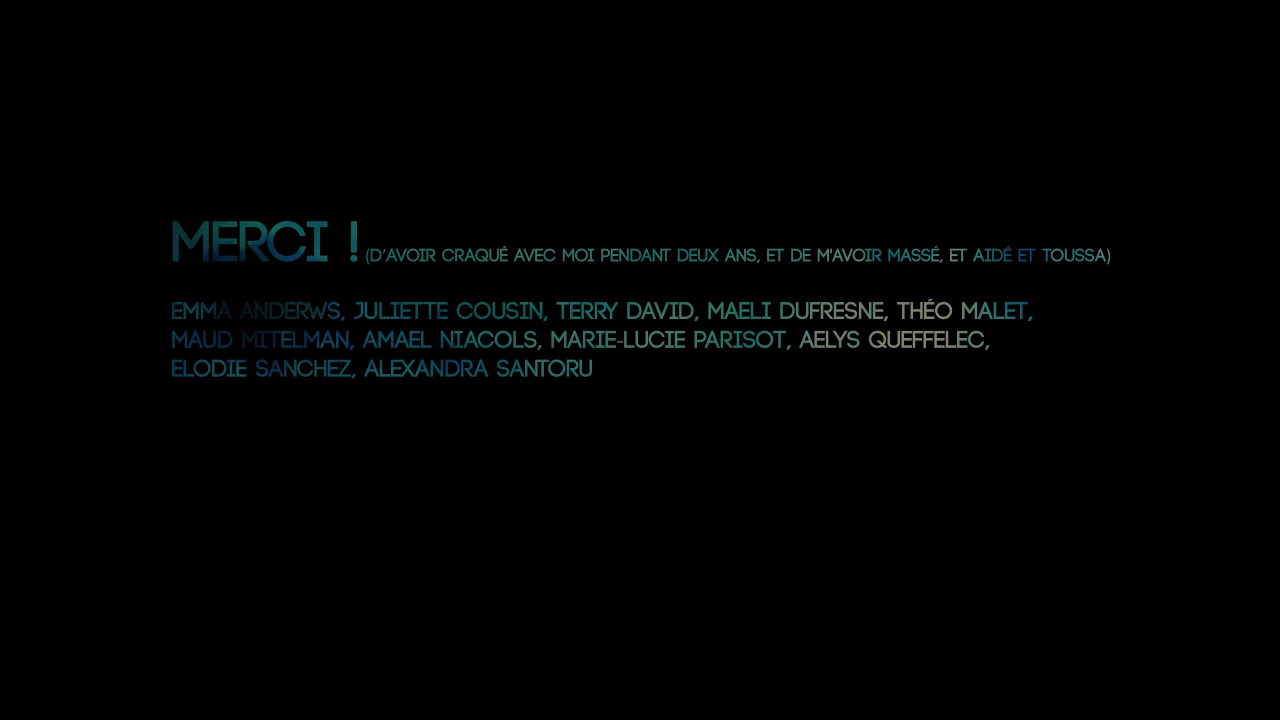 MERCI ! (D'AVOIR CRAQUÉ AVEC MOI PENDANT DEUX ANS, ET DE M'AVOIR MASSÉ, ET AIDÉ ET TOUSSA)
EMMA ANDERWS, JULIETTE COUSIN, TERRY DAVID, MAELI DUFRESNE, THÉO MALET,
MAUD MITELMAN, AMAEL NIACOLS, MARIE-LUCIE PARISOT, AELYS QUEFFELEC,
ELODIE SANCHEZ, ALEXANDRA SANTORU